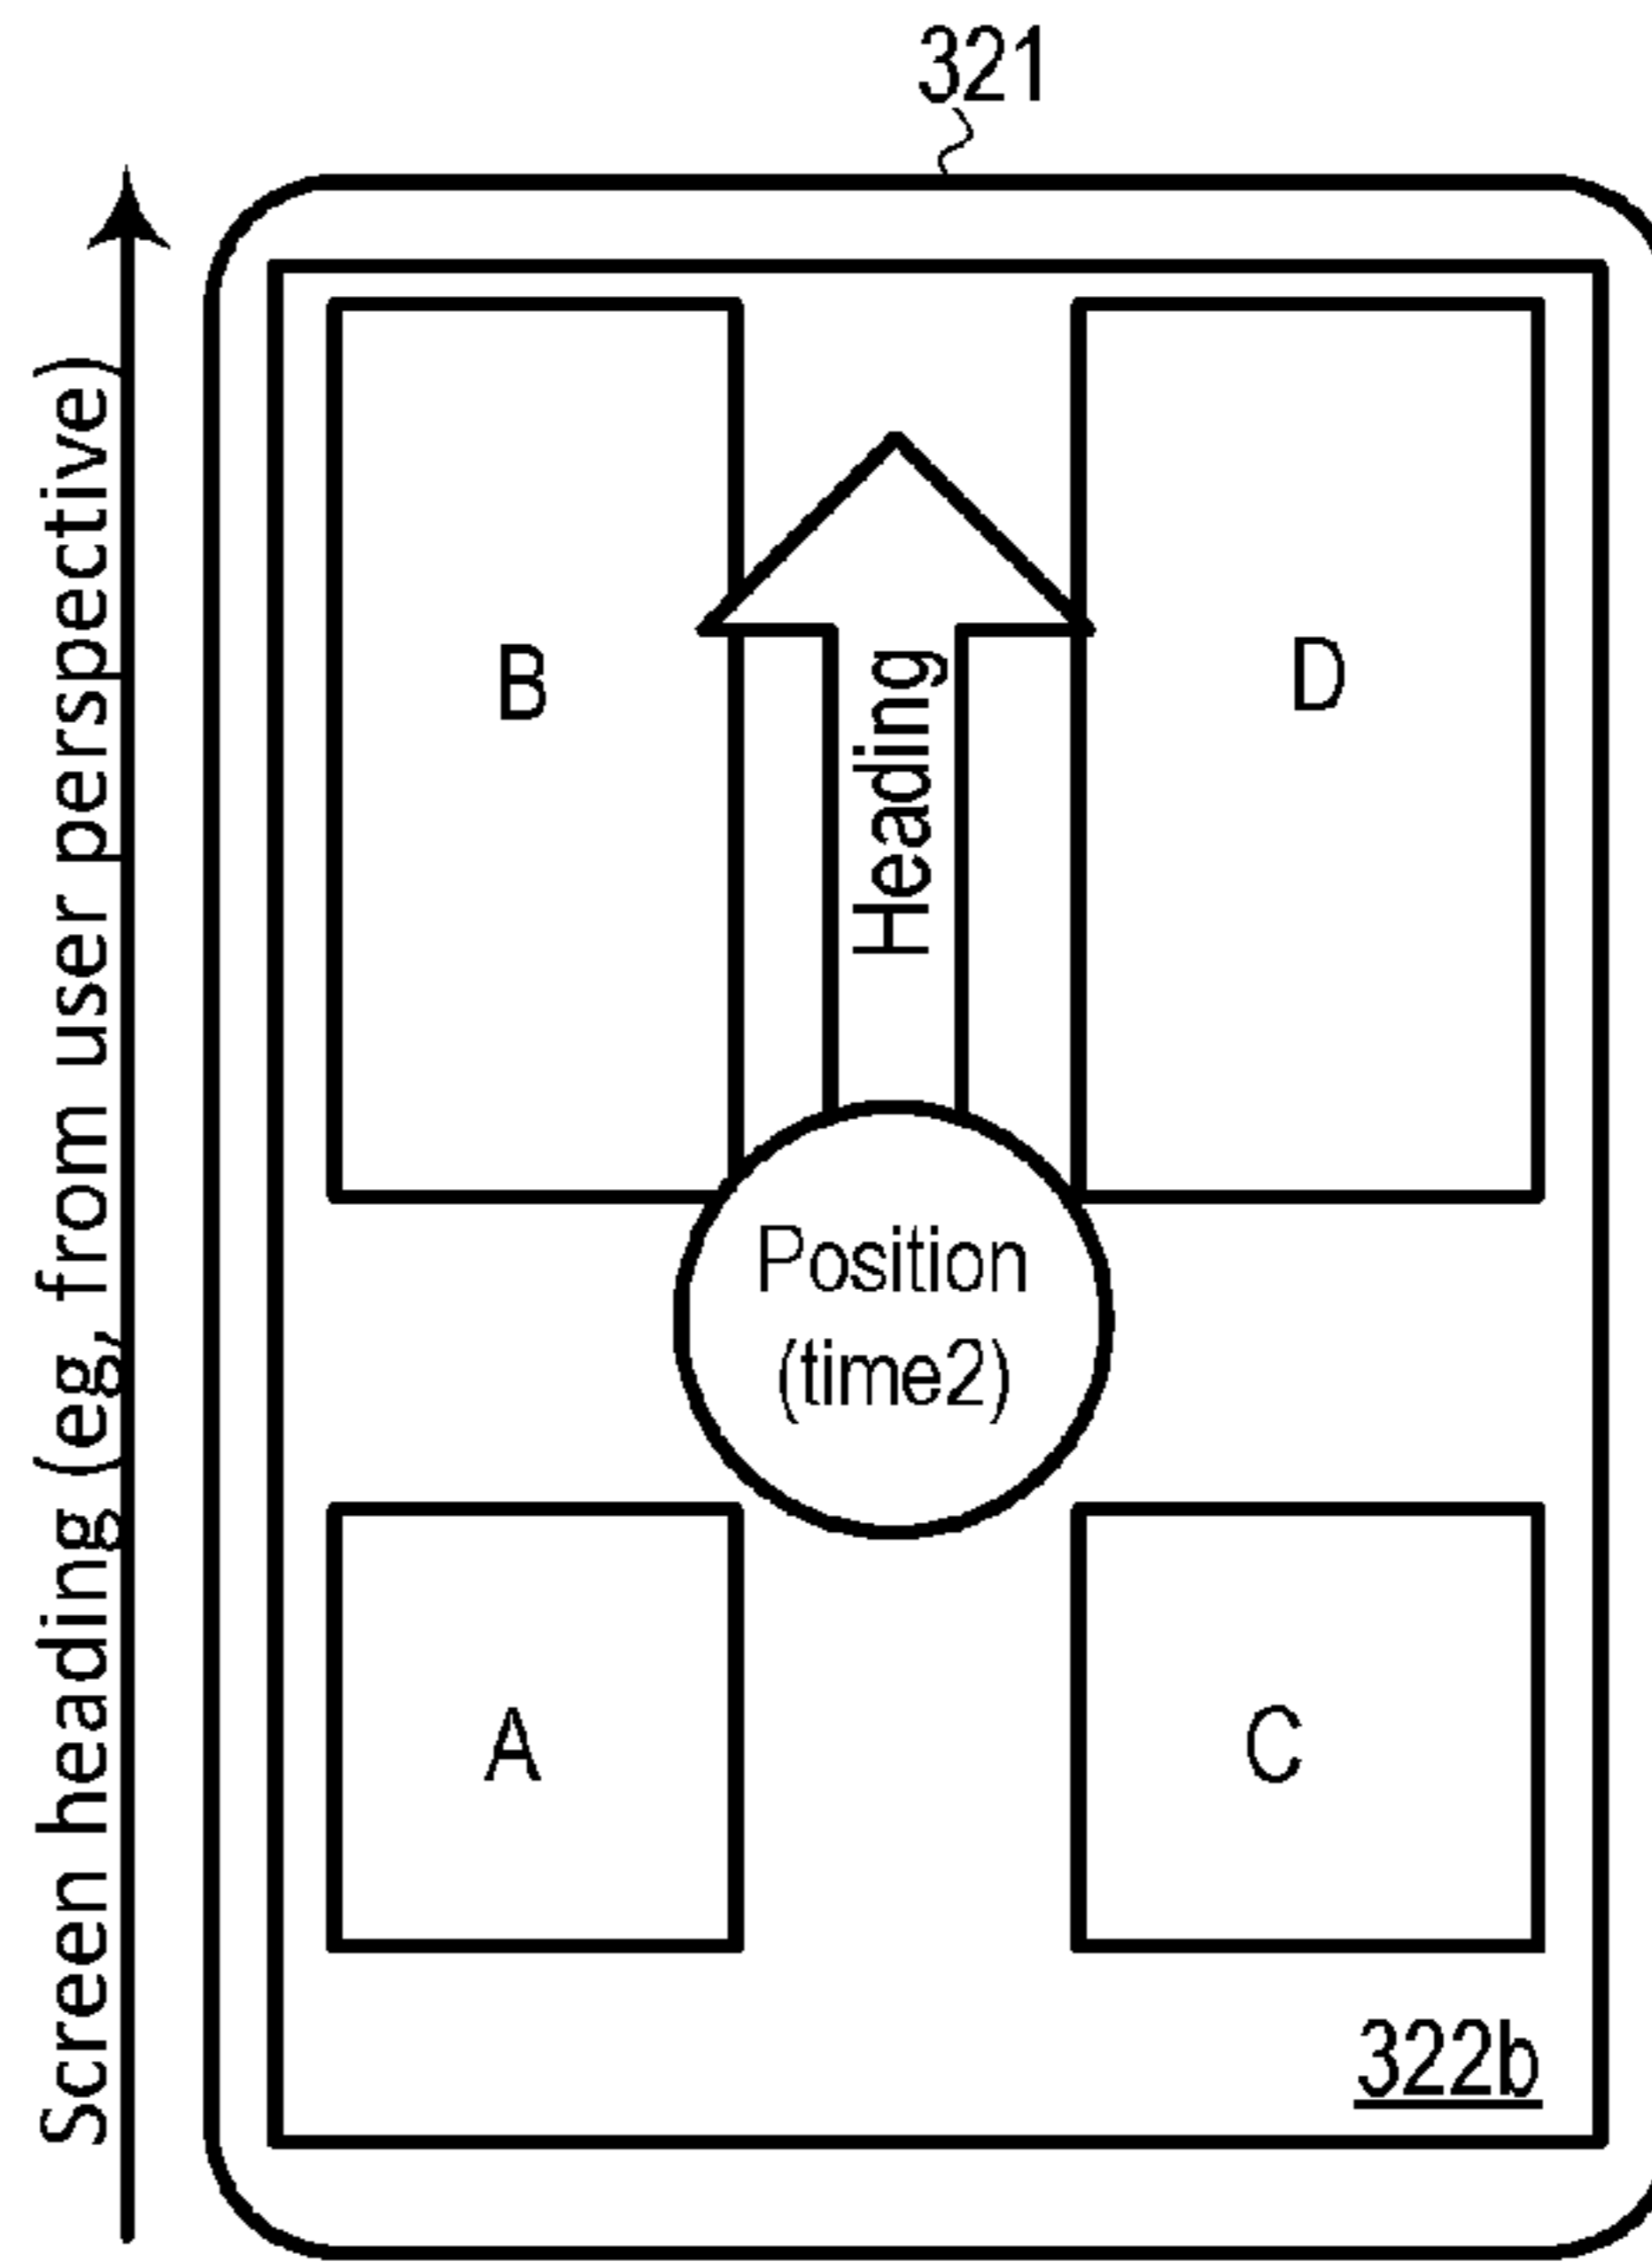 321
Screen heading (eg, from user perspective)
B
D
Heading
Position
(time2)
A
C
322b